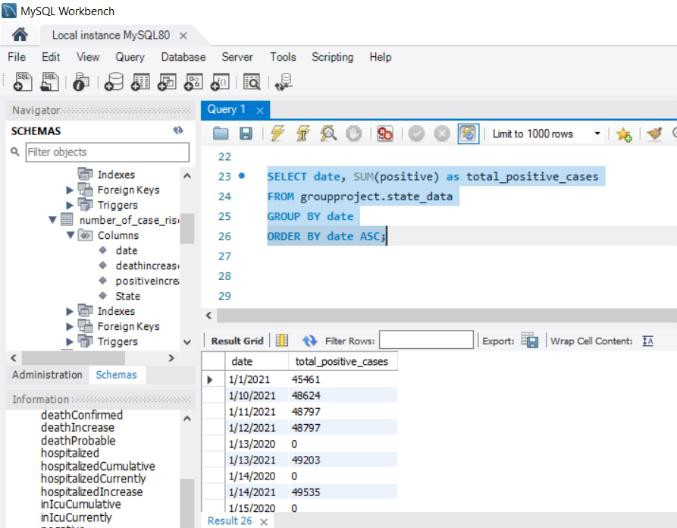 MySQL Workbench
Local instance MySQL80 ×
File Edit View Query Database Server Tools Scripting Help
Navigator
SCHEMAS
Filter objects
Indexes
Foreign Keys
Triggers
number_of_case_rise
Columns
date
deathincrease
positiveincrea
State
Indexes
Foreign Keys
Triggers
Administration Schemas
Information
deathConfirmed
deathIncrease
deathProbable
hospitalized
hospitalizedCumulative
hospitalizedCurrently
hospitalizedIncrease
inIcuCumulative
inIcuCurrently
Query 1 ×
Limit to 1000 rows
22
23 SELECT date, SUM(positive) as total_positive_cases
24 FROM groupproject.state_data
25 GROUP BY date
26 ORDER BY date ASC;
27
28
29
Result Grid Filter Rows: Export: Wrap Cell Content: IA
date total_positive_cases
1/1/2021 45461
1/10/2021 48624
1/11/2021 48797
1/12/2021 48797
1/13/2020 0
1/13/2021 49203
1/14/2020 0
1/14/2021 49535
1/15/2020 0
Result 26 ×